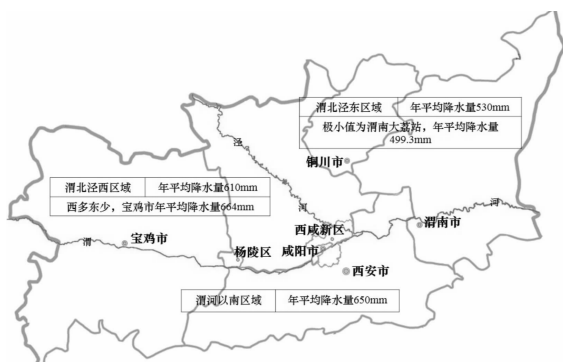 渭北泾东区域 年平均降水量530mm
极小值为渭南大荔站，年平均降水量
499.3mm
泾
铜川市
渭北泾西区域 年平均降水量610mm
西多东少，宝鸡市年平均降水量664mm
河
河
西咸新区
渭南市
渭
宝鸡市
杨陵区
咸阳市
西安市
渭河以南区域 年平均降水量650mm